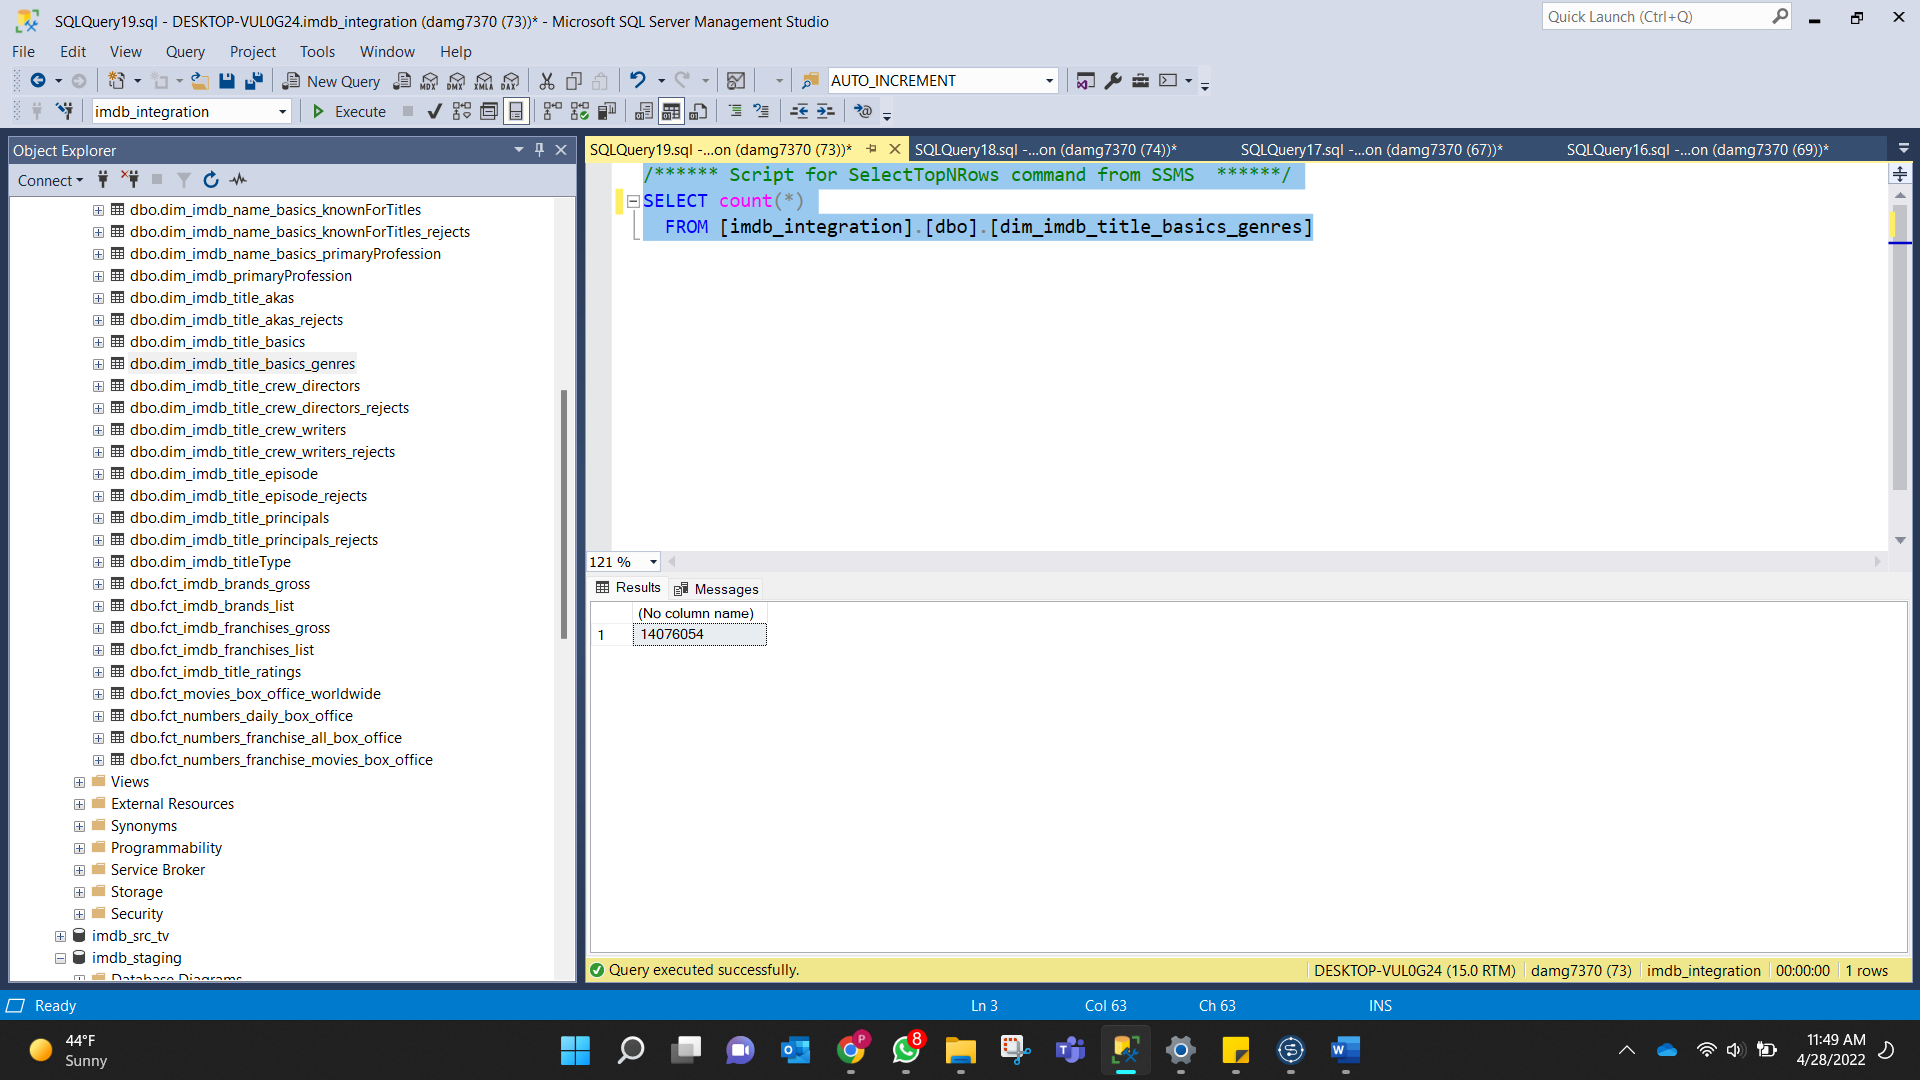 SQLQuery19.sql - DESKTOP-VUL0G24.imdb_integration (damg7370 (73))* - Microsoft SQL Server Management Studio
Quick Launch (Ctrl+Q)
File Edit View Query Project Tools Window Help
New Query
MDX DMX XMLA DAX
AUTO_INCREMENT
imdb_integration
Execute
Object Explorer
SQLQuery19.sql -...on (damg7370 (73))*
SQLQuery18.sql -...on (damg7370 (74))*
SQLQuery17.sql -...on (damg7370 (67))*
SQLQuery16.sql -...on (damg7370 (69))*
Connect
dbo.dim_imdb_name_basics_knownForTitles
dbo.dim_imdb_name_basics_knownForTitles_rejects
dbo.dim_imdb_name_basics_primaryProfession
dbo.dim_imdb_primaryProfession
dbo.dim_imdb_title_akas
dbo.dim_imdb_title_akas_rejects
dbo.dim_imdb_title_basics
dbo.dim_imdb_title_basics_genres
dbo.dim_imdb_title_crew_directors
dbo.dim_imdb_title_crew_directors_rejects
dbo.dim_imdb_title_crew_writers
dbo.dim_imdb_title_crew_writers_rejects
dbo.dim_imdb_title_episode
dbo.dim_imdb_title_episode_rejects
dbo.dim_imdb_title_principals
dbo.dim_imdb_title_principals_rejects
dbo.dim_imdb_titleType
dbo.fct_imdb_brands_gross
dbo.fct_imdb_brands_list
dbo.fct_imdb_franchises_gross
dbo.fct_imdb_franchises_list
dbo.fct_imdb_title_ratings
dbo.fct_movies_box_office_worldwide
dbo.fct_numbers_daily_box_office
dbo.fct_numbers_franchise_all_box_office
dbo.fct_numbers_franchise_movies_box_office
Views
External Resources
Synonyms
Programmability
Service Broker
Storage
Security
imdb_src_tv
imdb_staging
Database Diagrams
/****** Script for SelectTopNRows command from SSMS  ******/
SELECT count(*)
FROM [imdb_integration].[dbo].[dim_imdb_title_basics_genres]
121 %
Results Messages
(No column name)
1 14076054
Query executed successfully.
DESKTOP-VUL0G24 (15.0 RTM) damg7370 (73) imdb_integration 00:00:00 1 rows
Ready
Ln 3
Col 63
Ch 63
INS
44°F
Sunny
P
8
11:49 AM
4/28/2022